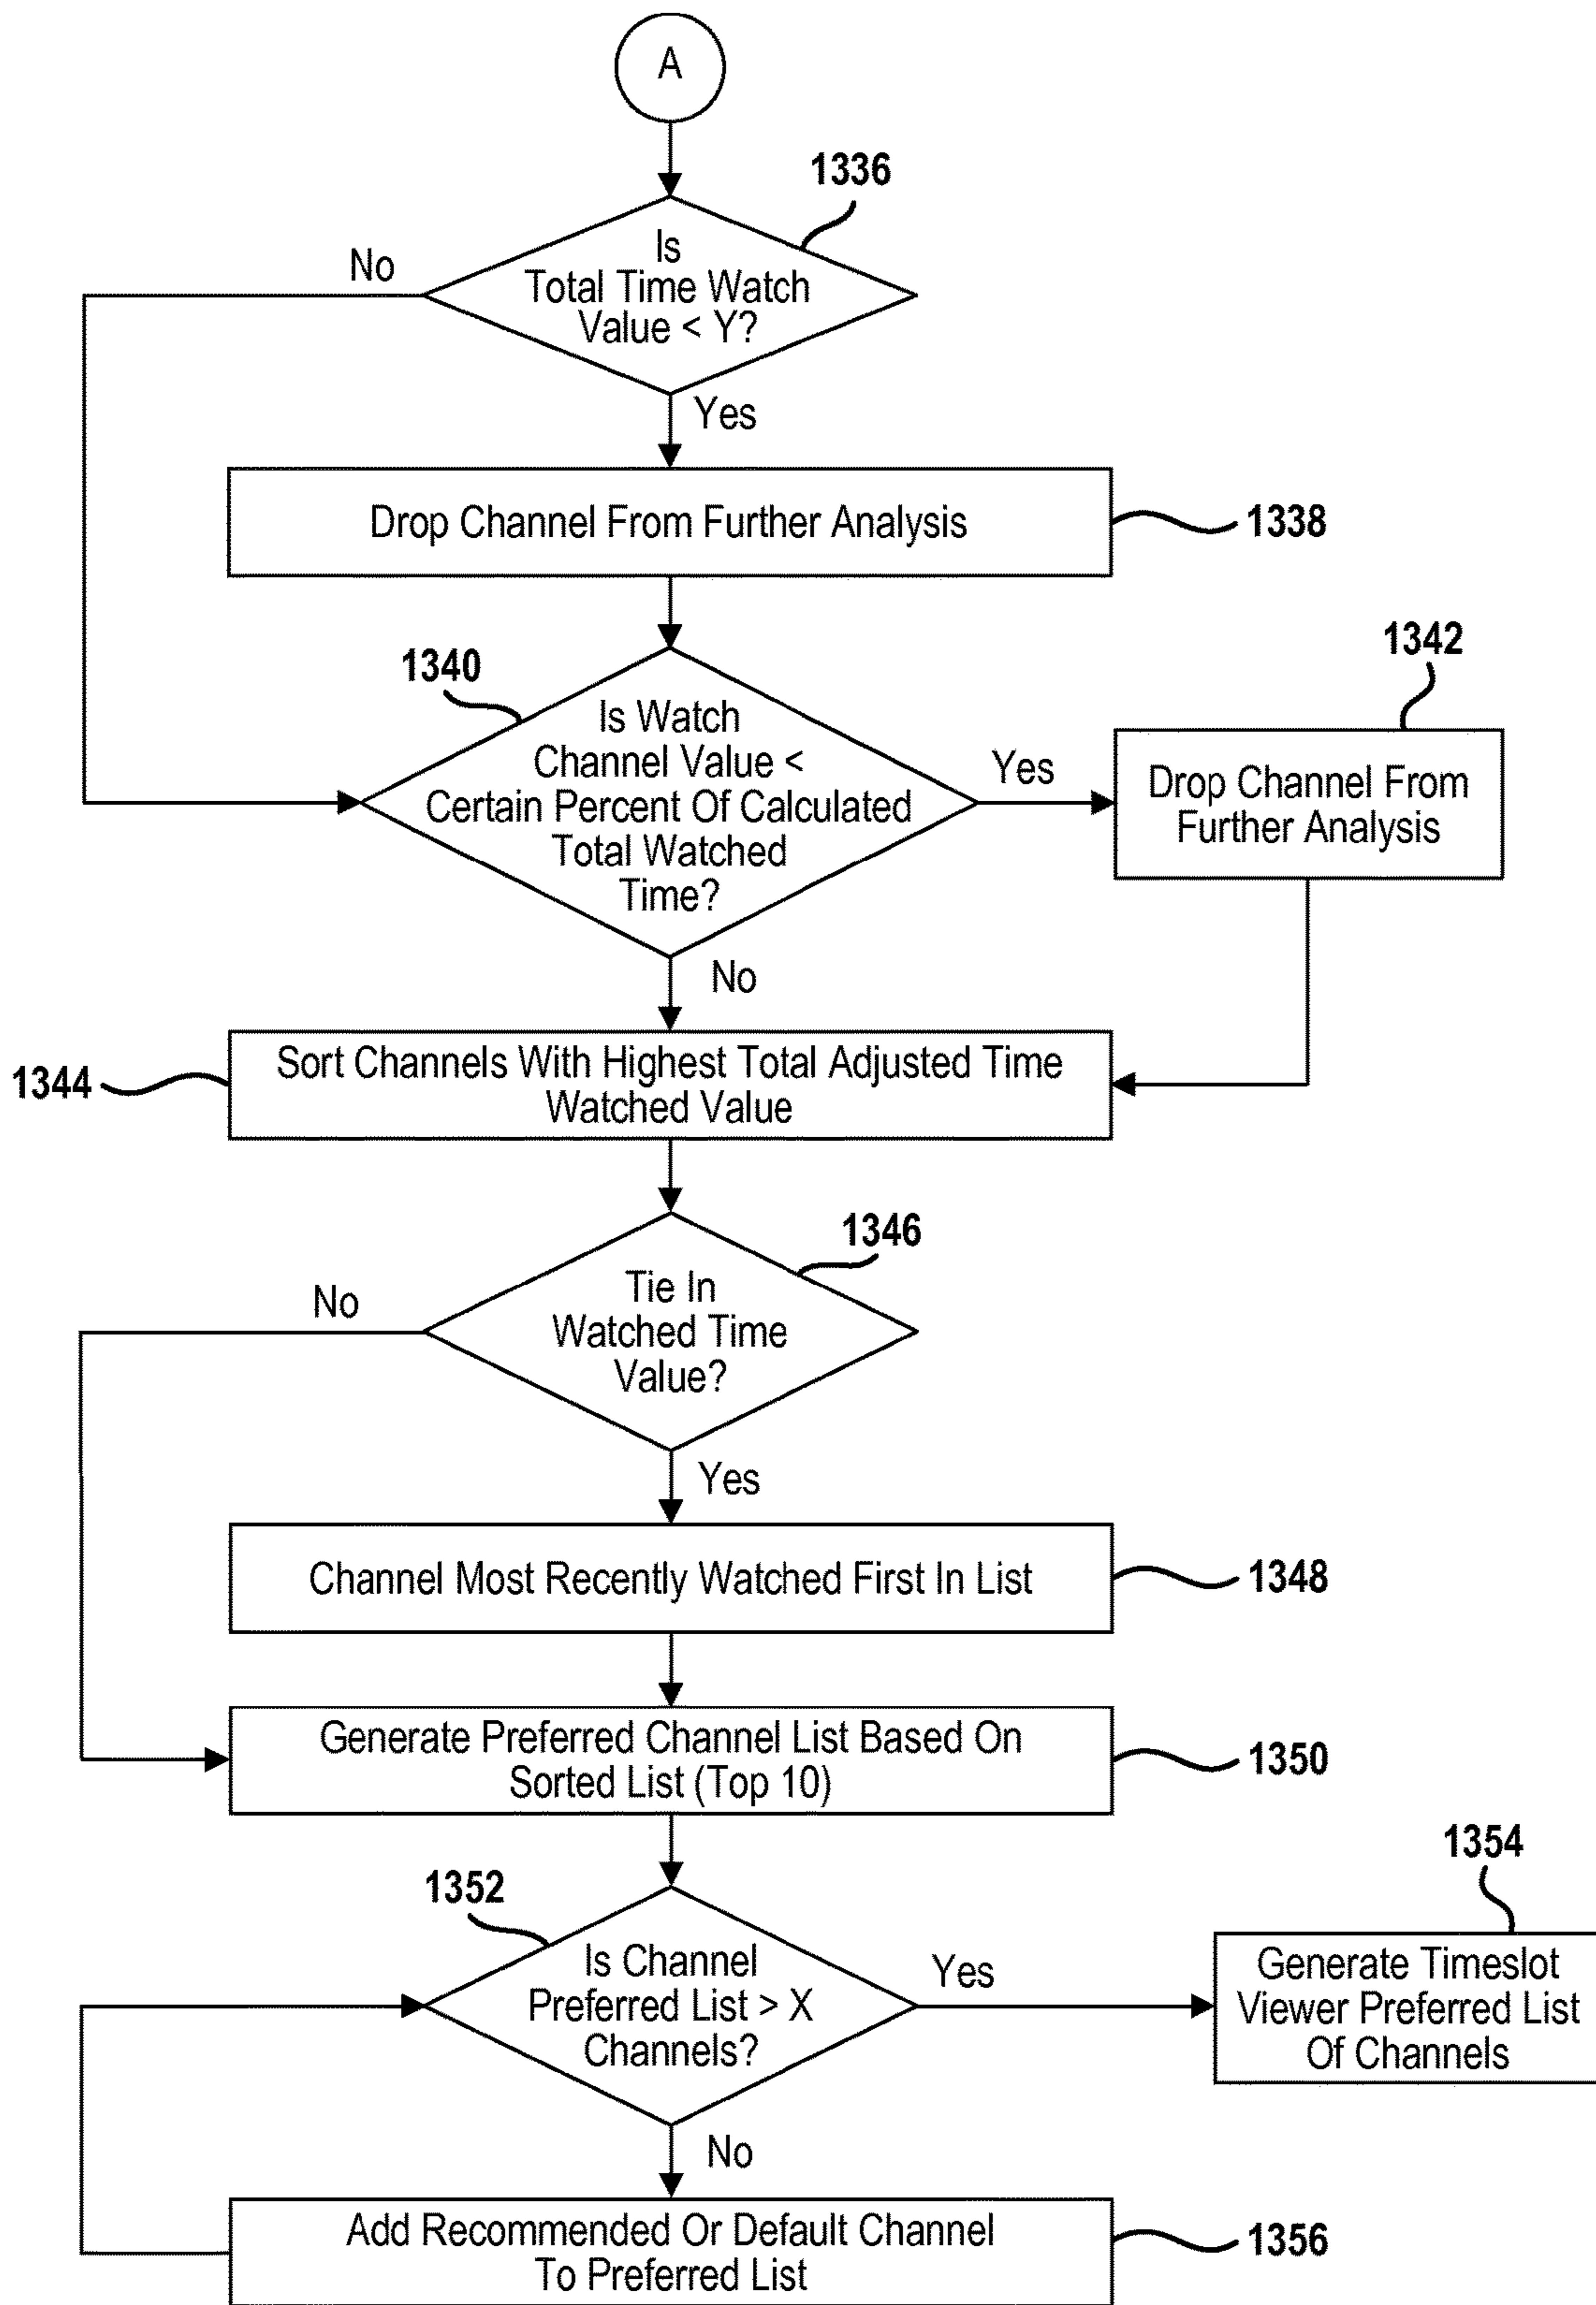 A
1336
Is
Total Time Watch
Value < Y?
No
Yes
Drop Channel From Further Analysis
1338
1340
Is Watch
Channel Value <
Certain Percent Of Calculated
Total Watched
Time?
Yes
1342
Drop Channel From
Further Analysis
No
1344
Sort Channels With Highest Total Adjusted Time
Watched Value
1346
Tie In
Watched Time
Value?
No
Yes
Channel Most Recently Watched First In List
1348
Generate Preferred Channel List Based On
Sorted List (Top 10)
1350
1352
Is Channel
Preferred List > X
Channels?
Yes
1354
Generate Timeslot
Viewer Preferred List
Of Channels
No
Add Recommended Or Default Channel
To Preferred List
1356